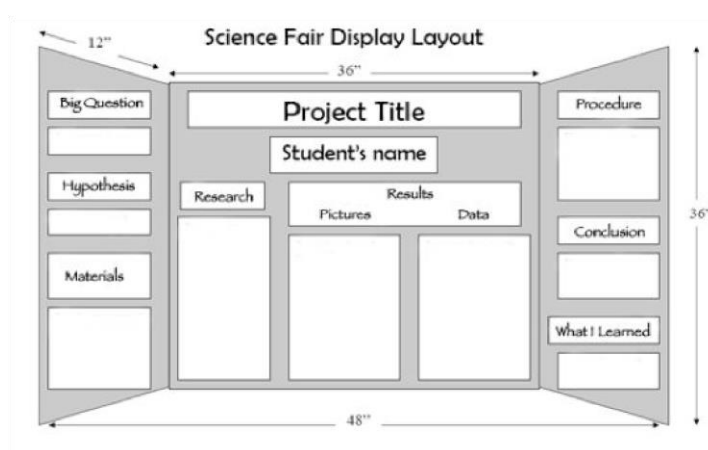 Science Fair Display Layout
12”
36”
Project Title
Student’s name
Big Question
Hypothesis
Materials
Research
Results
Pictures Data
Procedure
Conclusion
What I Learned
36”
48”